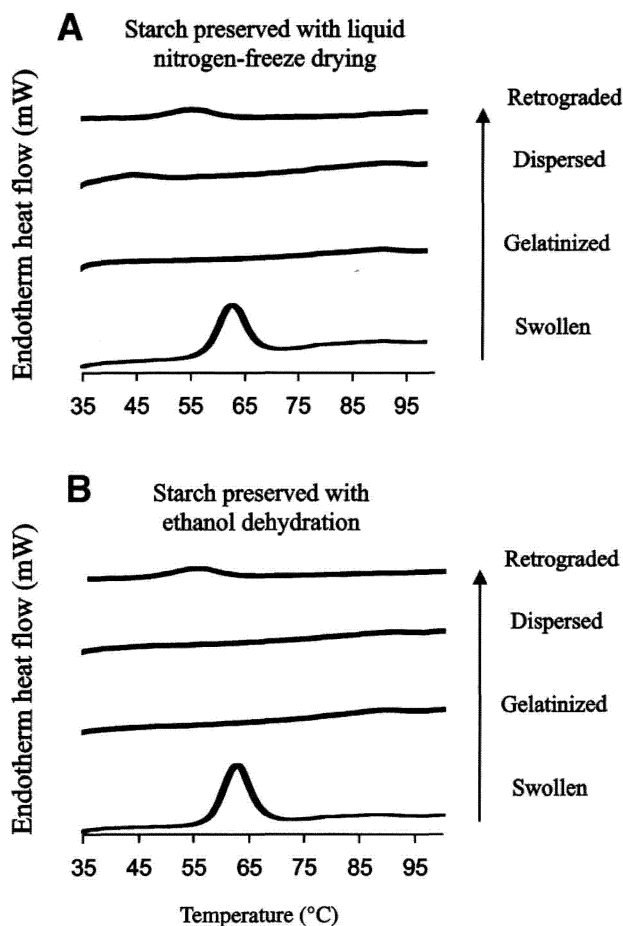 A
Starch preserved with liquid
nitrogen-freeze drying
Endotherm heat flow (mW)
Retrograded
Dispersed
Gelatinized
Swollen
35 45 55 65 75 85 95
B
Starch preserved with
ethanol dehydration
Endotherm heat flow (mW)
Retrograded
Dispersed
Gelatinized
Swollen
35 45 55 65 75 85 95
Temperature (°C)